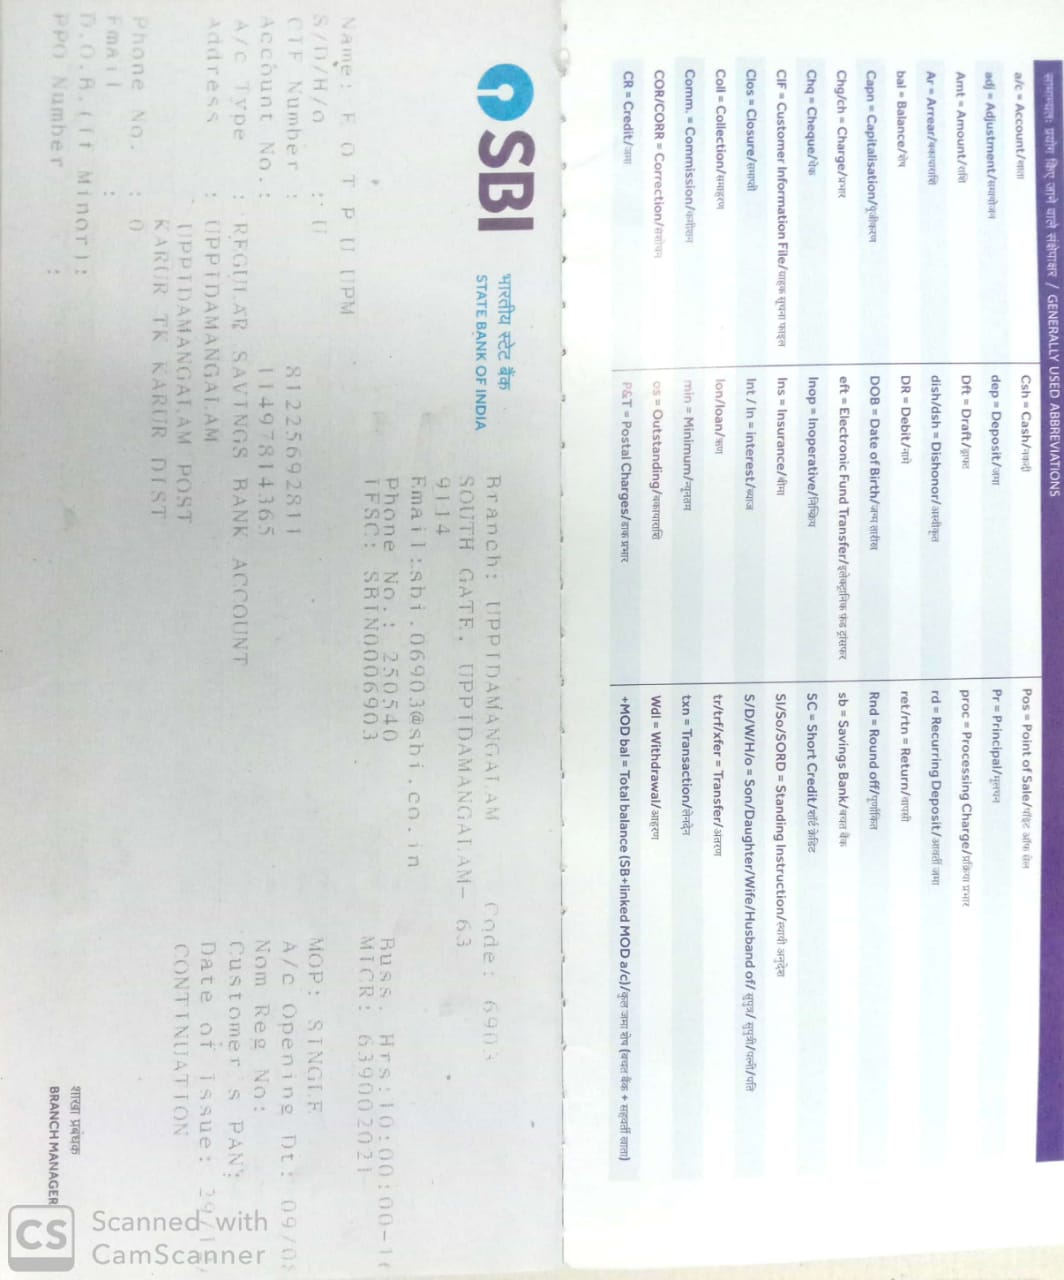 सामान्यतः प्रयोग किए जाने वाले संक्षेपाक्षर / GENERALLY USED ABBREVIATIONS
a/c = Account/खाता
adj = Adjustment/समायोजन
Amt = Amount/राशि
Ar = Arrear/बकायाराशि
bal = Balance/शेष
Capn = Capitalisation/पूंजीकरण
Chg/ch = Charge/प्रभार
Chq = Cheque/चेक
CIF = Customer Information File/ग्राहक सूचना फाइल
Clos = Closure/समाप्ती
Coll = Collection/समाहरण
Comm. = Commission/कमीशन
COR/CORR = Correction/संशोधन
CR = Credit/जमा
Csh = Cash/नकदी
dep = Deposit/जमा
Dft = Draft/ड्राफ्ट
dish/dsh = Dishonor/अस्वीकृत
DR = Debit/नामे
DOB = Date of Birth/जन्म तारीख
eft = Electronic Fund Transfer/इलेक्ट्रानिक फंड ट्रांसफर
Inop = Inoperative/निष्क्रिय
Ins = Insurance/बीमा
Int / In = interest/ब्याज
lon/loan/ऋण
min = Minimum/न्यूनतम
os = Outstanding/बकायाराशि
P&T = Postal Charges/डाक प्रभार
Pos = Point of Sale/पॉइंट ऑफ सेल
Pr = Principal/मूलधन
proc = Processing Charge/प्रक्रिया प्रभार
rd = Recurring Deposit/आवर्ती जमा
ret/rtn = Return/वापसी
Rnd = Round off/पूर्णांकित
sb = Savings Bank/बचत बैंक
SC = Short Credit/शॉर्ट क्रेडिट
SI/So/SORD = Standing Instruction/स्थायी अनुदेश
S/D/W/H/o = Son/Daughter/Wife/Husband of/ सुपुत्र/ सुपुत्री/पत्नी/पति
tr/trf/xfer = Transfer/अंतरण
txn = Transaction/लेनदेन
Wdl = Withdrawal/आहरण
+MOD bal = Total balance (SB+linked MOD a/c)/कुल जमा शेष (बचत बैंक + सहवर्ती खाता)
SBI
भारतीय स्टेट बैंक
STATE BANK OF INDIA
Branch: UPPIDAMANGALAM Code: 6903
SOUTH GATE, UPPIDAMANGALAM- 63
9114
Email:sbi.06903@sbi.co.in
Phone No.: 250540 Buss. Hrs:10:00:00-16
IFSC: SBIN0006903 MICR: 639002021
Name: E O T P U UPM
S/D/H/o : U MOP: SINGLE
CIF Number : 81225692811 A/c Opening Dt: 09/08
Account No.: 11497814365 Nom Reg No:
A/c Type : REGULAR SAVINGS BANK ACCOUNT Customer's PAN:
Address : UPPIDAMANGALAM Date of Issue: 29/1
UPPIDAMANGALAM POST CONTINUATION
KARUR TK KARUR DIST
Phone No. : 0
Email :
D.O.B.(if Minor):
PPO Number :
शाखा प्रबंधक
BRANCH MANAGER
CS Scanned with
CamScanner